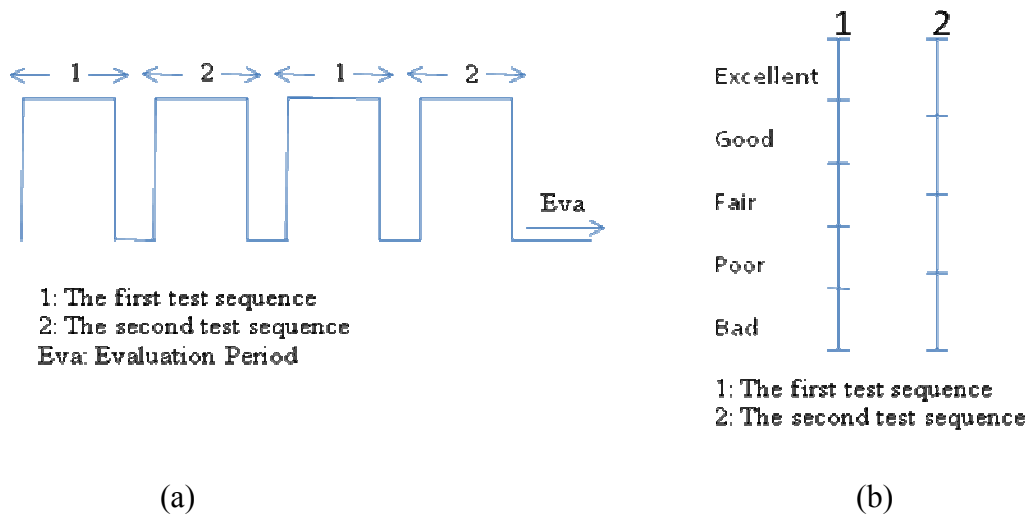 1 2 1 2
Eva
1: The first test sequence
2: The second test sequence
Eva: Evaluation Period
(a)
1 2
Excellent
Good
Fair
Poor
Bad
1: The first test sequence
2: The second test sequence
(b)